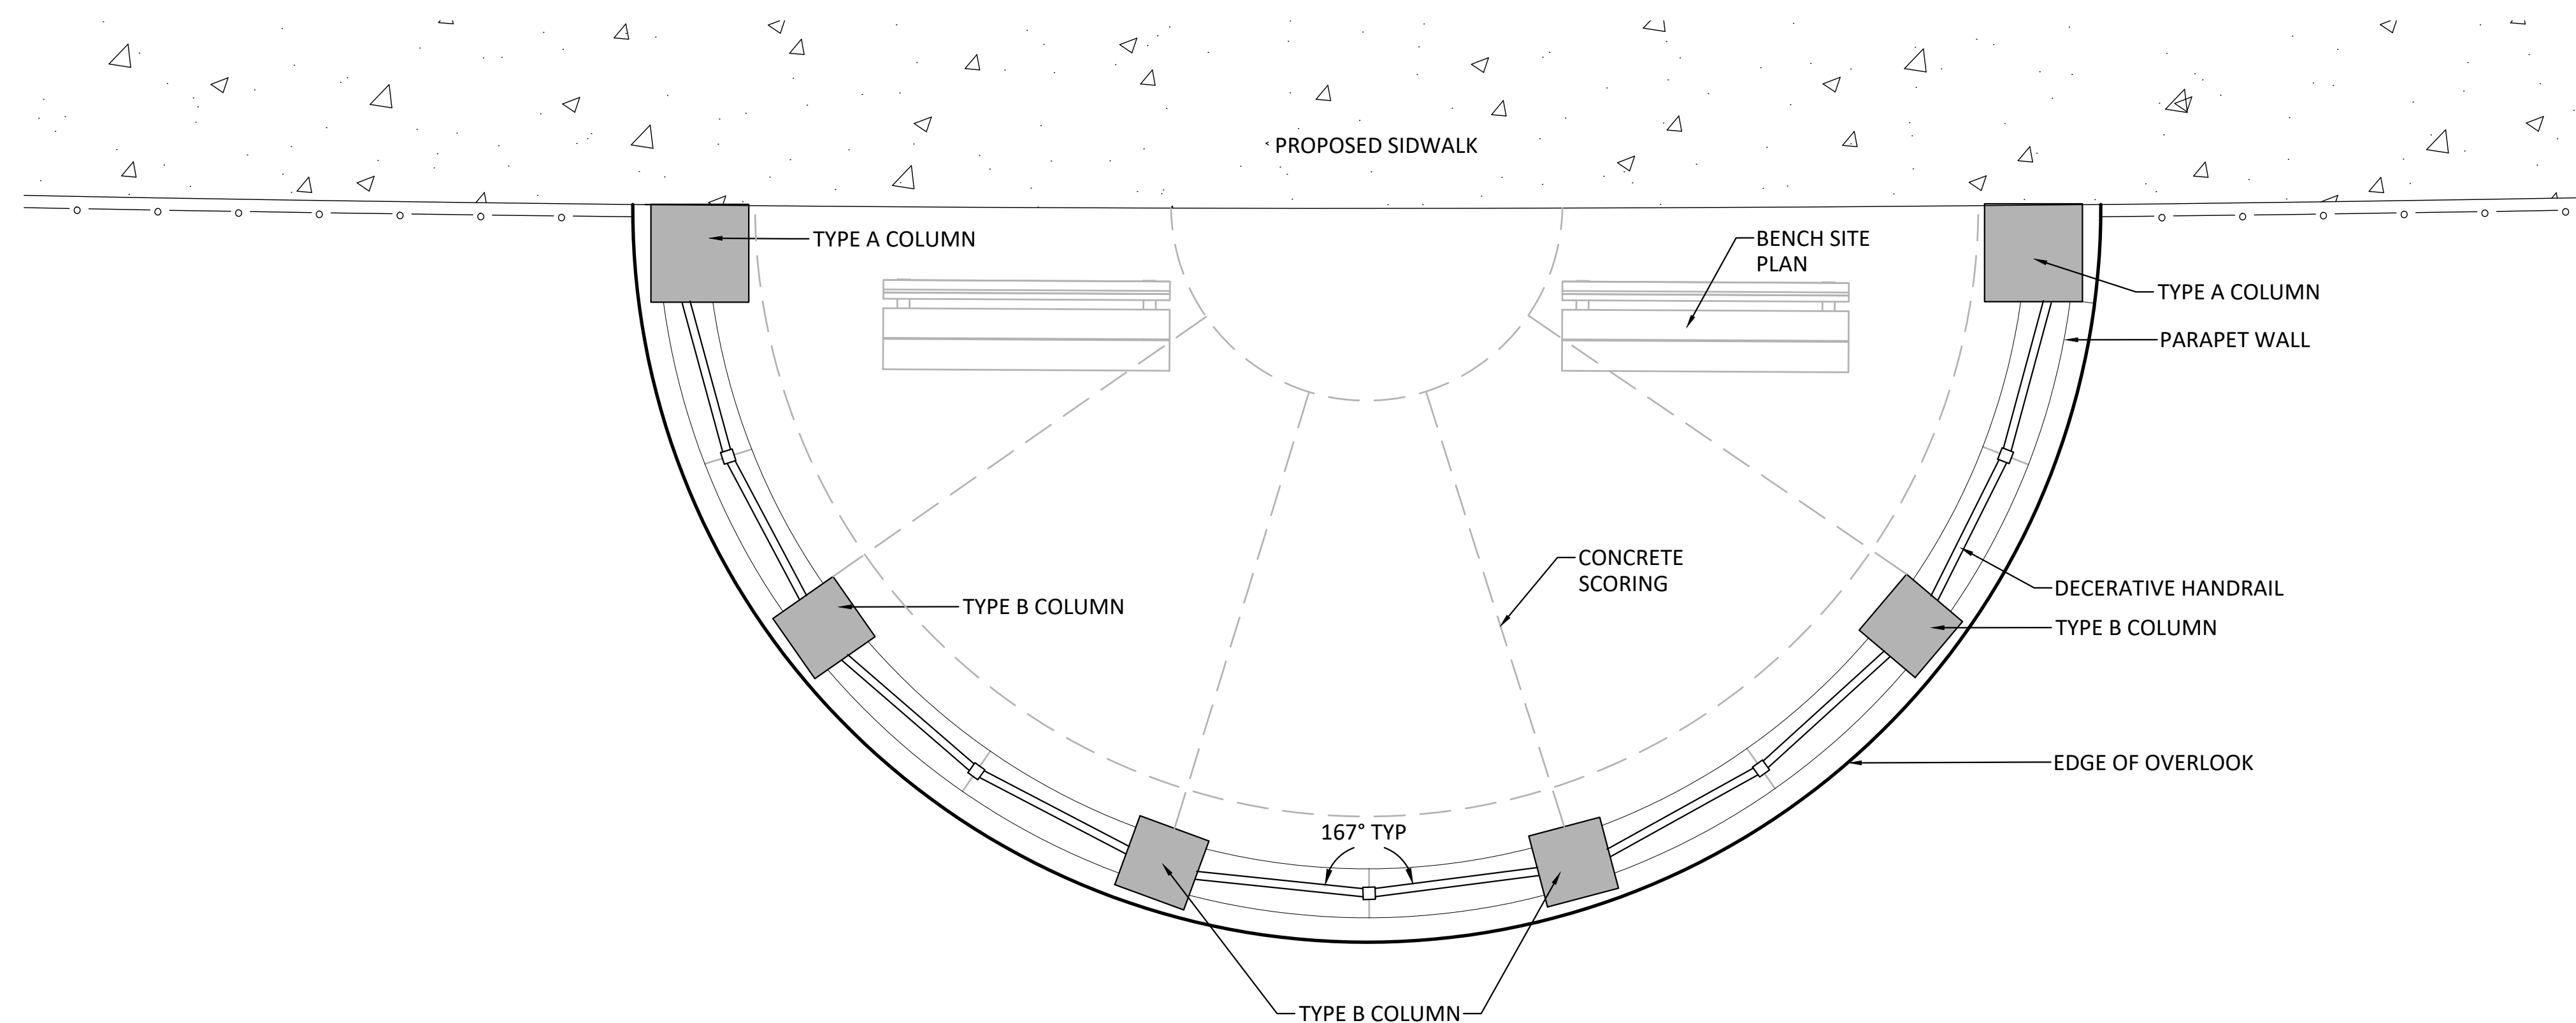 PROPOSED SIDWALK
TYPE A COLUMN
BENCH SITE
PLAN
TYPE A COLUMN
PARAPET WALL
CONCRETE
SCORING
DECERATIVE HANDRAIL
TYPE B COLUMN
TYPE B COLUMN
EDGE OF OVERLOOK
167° TYP
TYPE B COLUMN